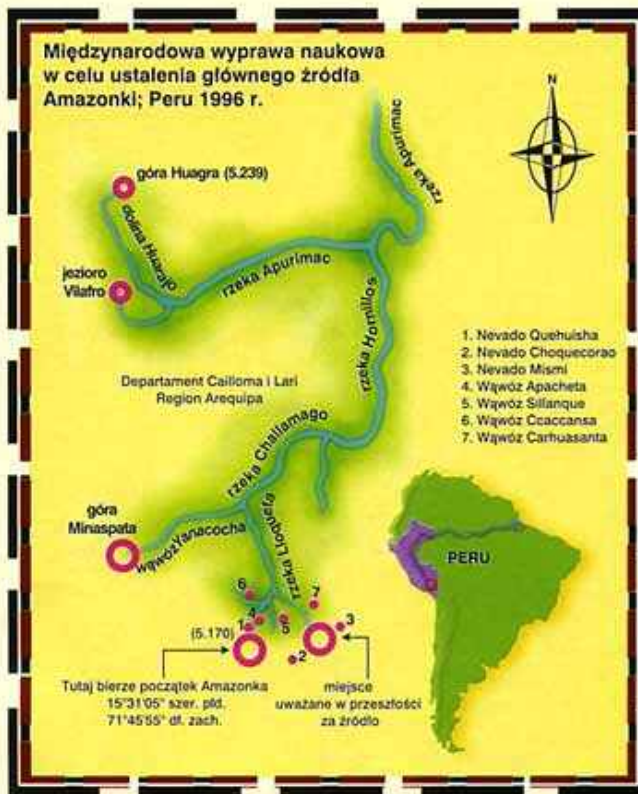 Międzynarodowa wyprawa naukowa
w celu ustalenia głównego źródła
Amazonki; Peru 1996 r.
N
góra Huagra (5.239)
rzeka Apurimac
dolina Huarajo
jezioro
Vilafro
rzeka Apurimac
rzeka Hornillos
1. Nevado Quehuisha
2. Nevado Choquecorao
3. Nevado Mismi
4. Wąwóz Apacheta
5. Wąwóz Sillanque
6. Wąwóz Ccaccansa
7. Wąwóz Carhuasanta
Departament Cailloma i Lari
Region Arequipa
rzeka Challamago
góra
Minaspata
wąwóz Yanacocha
rzeka Lloqueta
PERU
6
7
4
1
5
3
2
(5.170)
Tutaj bierze początek Amazonka
15°31'05" szer. płd.
71°45'55" dł. zach.
miejsce
uważane w przeszłości
za źródło